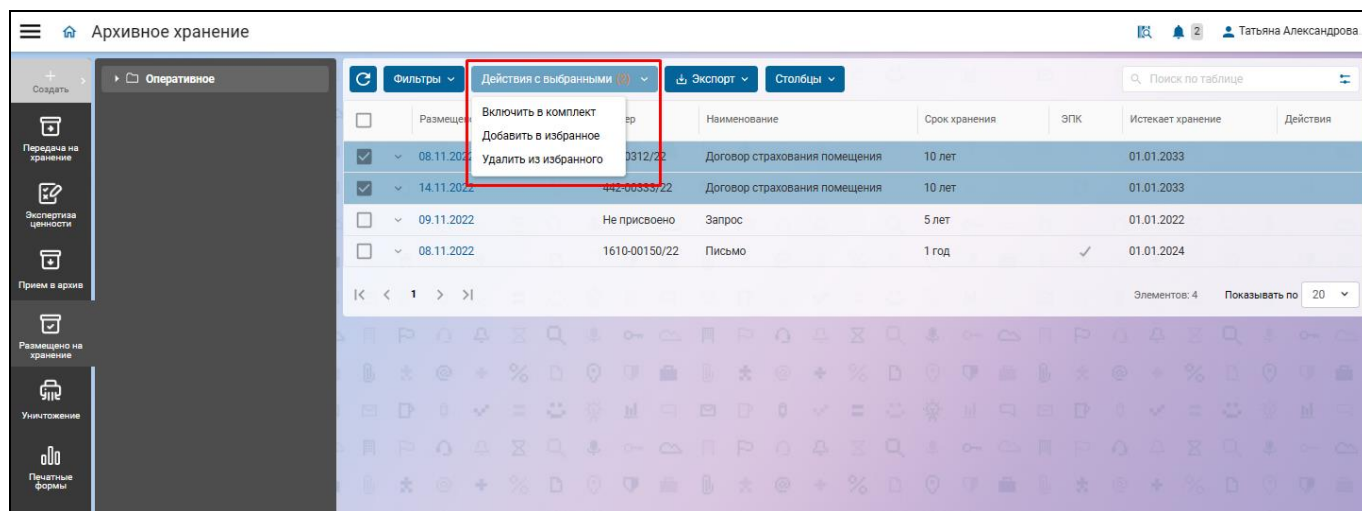 Архивное хранение
2
Татьяна Александрова
Создать
Оперативное
Фильтры
Действия с выбранными (2)
Экспорт
Столбцы
Поиск по таблице
Включить в комплект
Добавить в избранное
Удалить из избранного
Наименование
Срок хранения
ЭПК
Истекает хранение
Действия
08.11.2022
0312/22
Договор страхования помещения
10 лет
01.01.2033
14.11.2022
442-00333/22
Договор страхования помещения
10 лет
01.01.2033
09.11.2022
Не присвоено
Запрос
5 лет
01.01.2022
08.11.2022
1610-00150/22
Письмо
1 год
01.01.2024
1
Элементов: 4
Показывать по
20
Передача на
хранение
Экспертиза
ценности
Прием в архив
Размещено на
хранение
Уничтожение
Печатные
формы